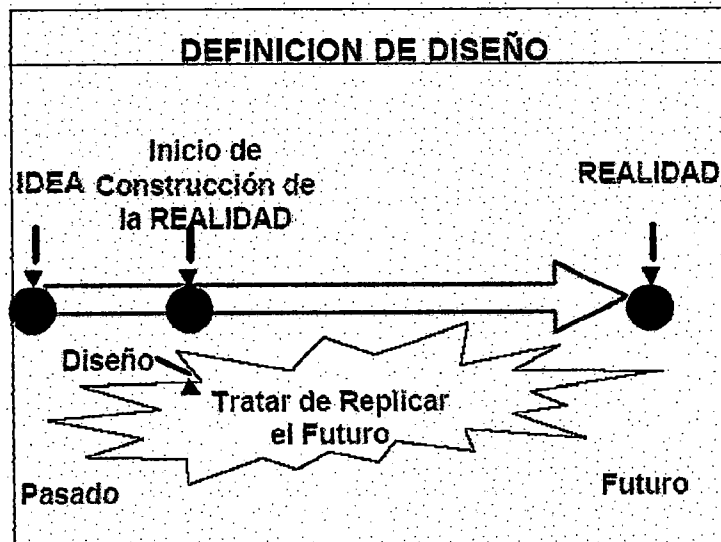 DEFINICION DE DISEÑO
IDEA
Inicio de
Construcción de
la REALIDAD
REALIDAD
Diseño
Tratar de Replicar
el Futuro
Pasado
Futuro